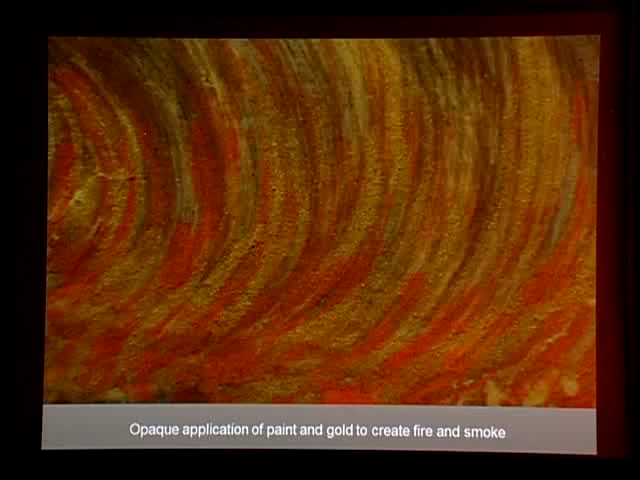 Opaque application of paint and gold to create fire and smoke